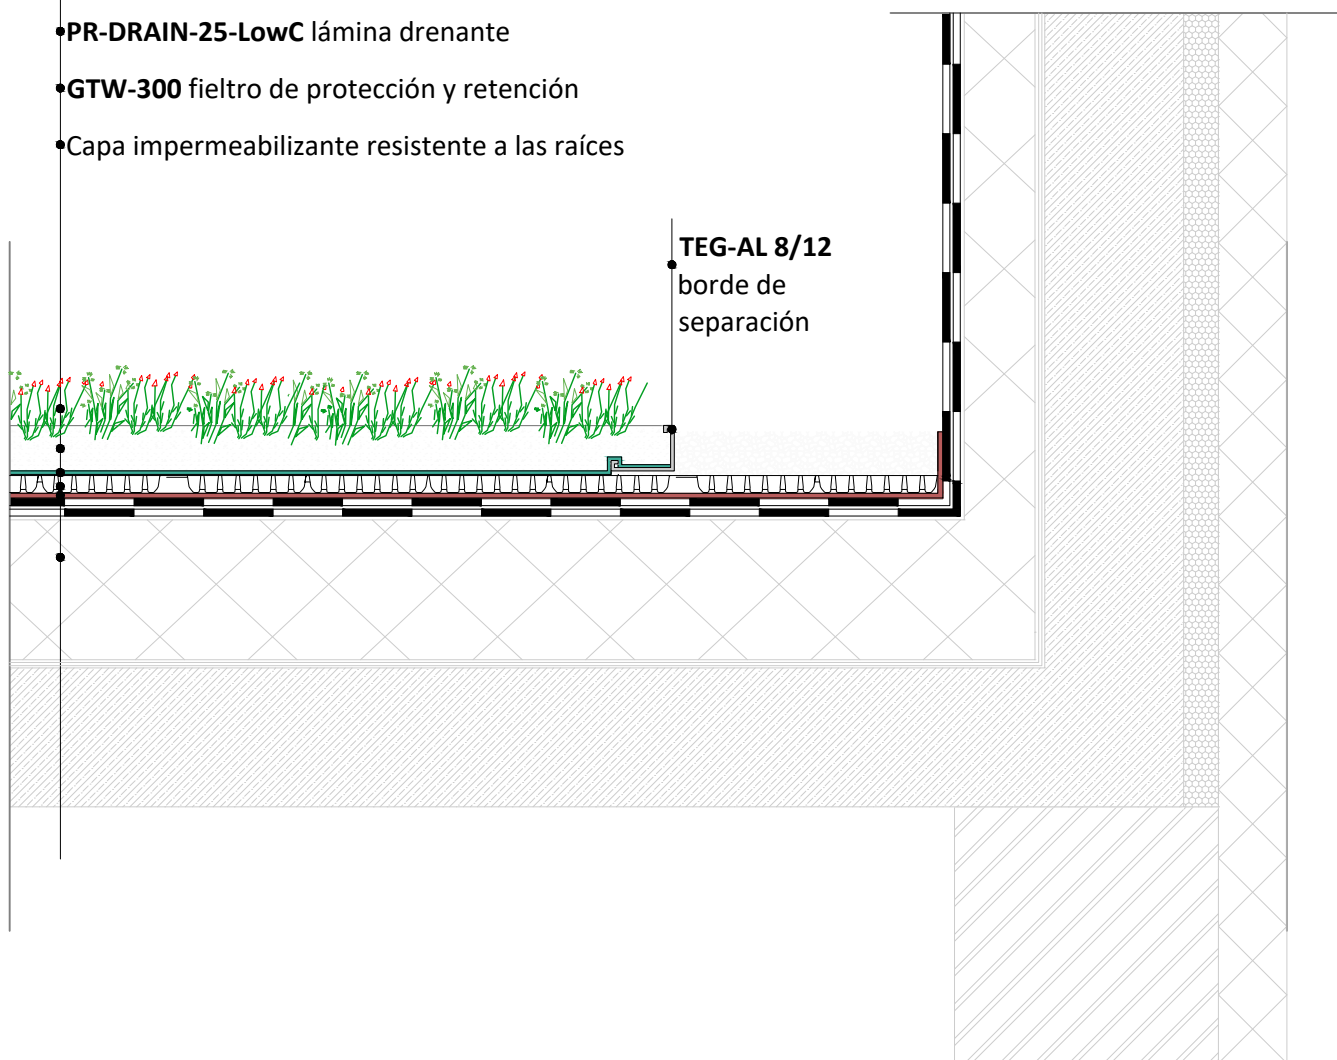 PR-DRAIN-25-LowC lámina drenante
GTW-300 fieltro de protección y retención
Capa impermeabilizante resistente a las raíces
TEG-AL 8/12
borde de
separación